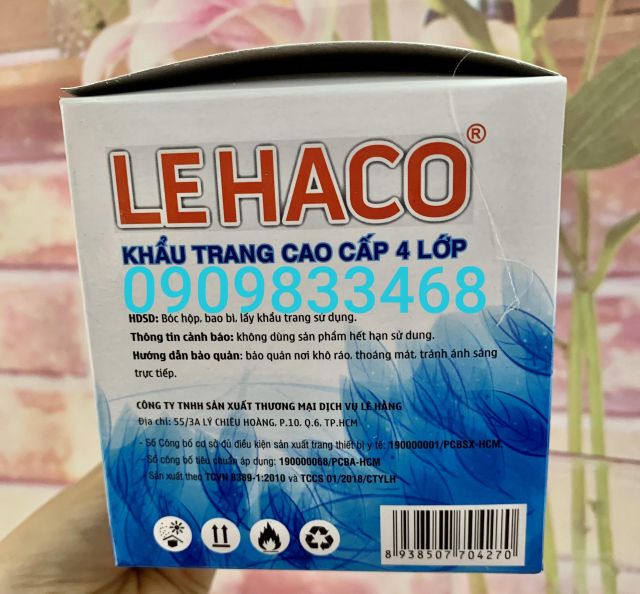 LEHACO®
KHẨU TRANG CAO CẤP 4 LỚP
0909833468
HDSD: Bóc hộp, bao bì, lấy khẩu trang sử dụng.
Thông tin cảnh báo: không dùng sản phẩm hết hạn sử dụng.
Hướng dẫn bảo quản: bảo quản nơi khô ráo, thoáng mát, tránh ánh sáng
trực tiếp.
CÔNG TY TNHH SẢN XUẤT THƯƠNG MẠI DỊCH VỤ LÊ HẰNG
Địa chỉ: 55/3A LÝ CHIÊU HOÀNG, P.10, Q.6, TP.HCM
- Số Công bố cơ sở đủ điều kiện sản xuất trang thiết bị y tế: 190000001/PCBSX-HCM.
Số công bố tiêu chuẩn áp dụng: 190000068/PCBA-HCM
Sản xuất theo TCVN 8389-1:2010 và TCCS 01/2018/CTYLH
8 938507 704270